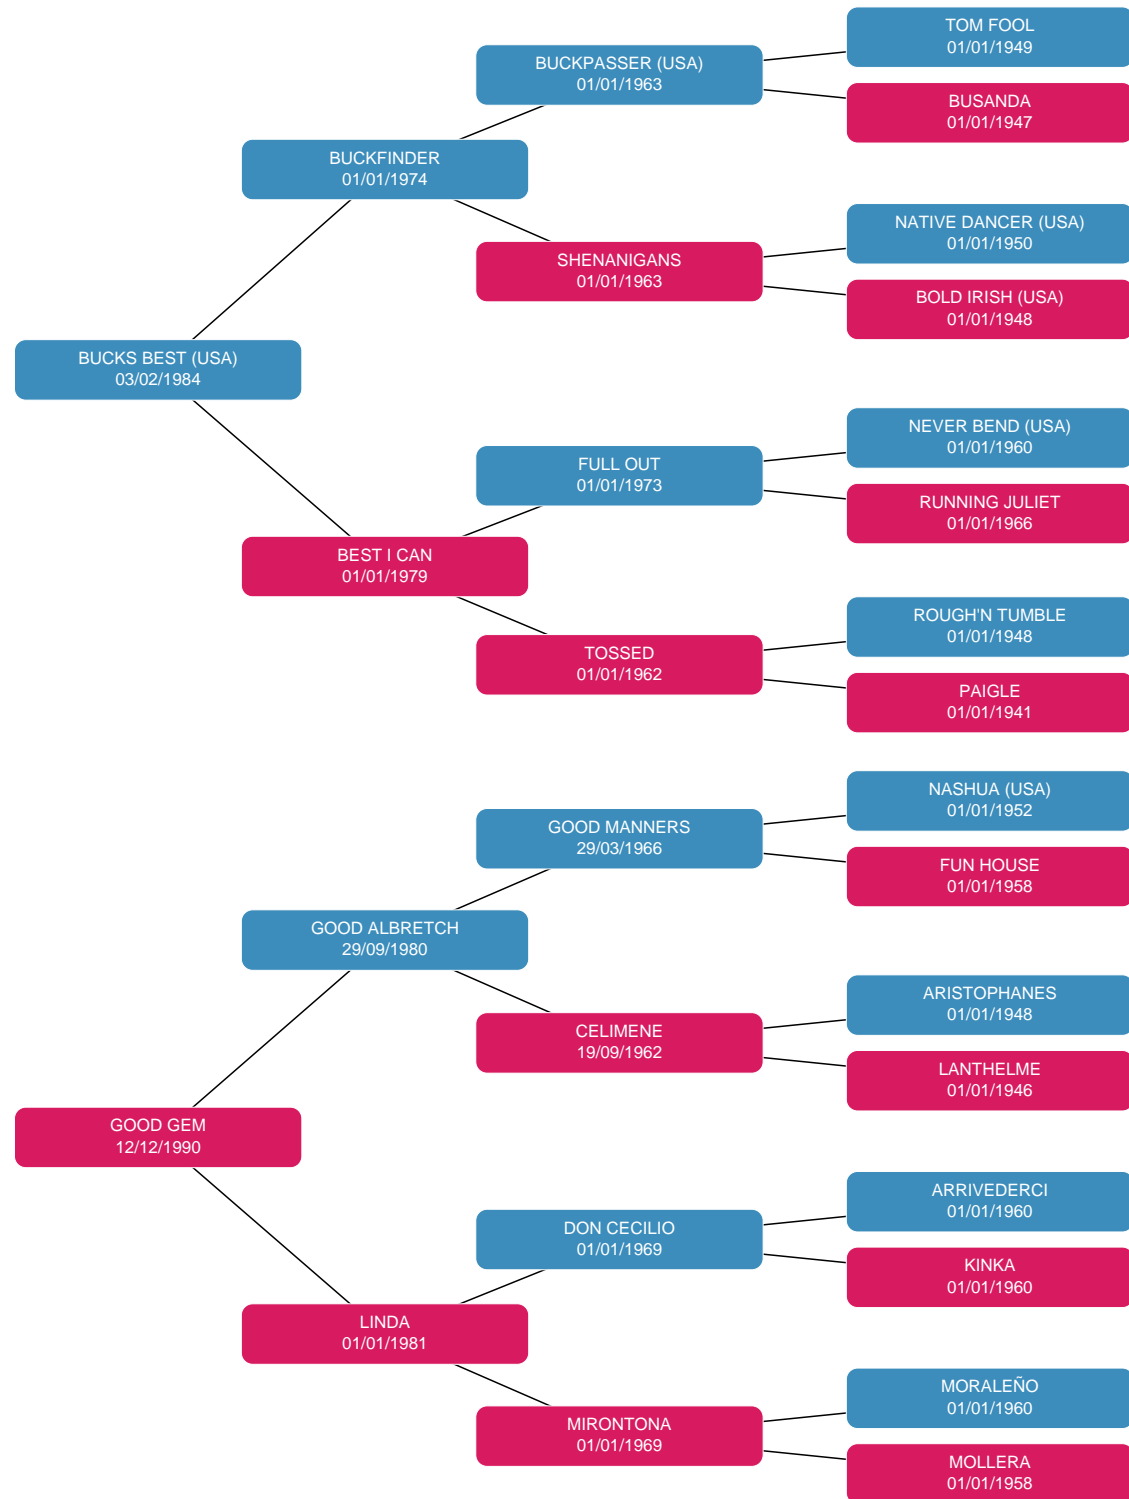 TOM FOOL
01/01/1949
BUCKPASSER (USA)
01/01/1963
BUSANDA
01/01/1947
BUCKFINDER
01/01/1974
NATIVE DANCER (USA)
01/01/1950
SHENANIGANS
01/01/1963
BOLD IRISH (USA)
01/01/1948
BUCKS BEST (USA)
03/02/1984
NEVER BEND (USA)
01/01/1960
FULL OUT
01/01/1973
RUNNING JULIET
01/01/1966
BEST I CAN
01/01/1979
ROUGH'N TUMBLE
01/01/1948
TOSSED
01/01/1962
PAIGLE
01/01/1941
NASHUA (USA)
01/01/1952
GOOD MANNERS
29/03/1966
FUN HOUSE
01/01/1958
GOOD ALBRETCH
29/09/1980
ARISTOPHANES
01/01/1948
CELIMENE
19/09/1962
LANTHELME
01/01/1946
GOOD GEM
12/12/1990
ARRIVEDERCI
01/01/1960
DON CECILIO
01/01/1969
KINKA
01/01/1960
LINDA
01/01/1981
MORALEÑO
01/01/1960
MIRONTONA
01/01/1969
MOLLERA
01/01/1958